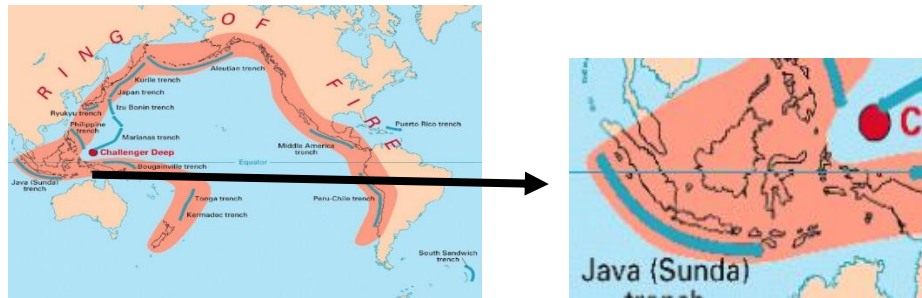 RING OF FIRE
Aleutian trench
Kurile trench
Japan trench
Izu Bonin trench
Ryukyu trench
Philippine
trench
Marianas trench
Challenger Deep
Bougainville trench
Equator
Java (Sunda)
trench
Tonga trench
Kermadec trench
Middle America
trench
Puerto Rico trench
Peru-Chile trench
South Sandwich
trench
C
Java (Sunda)
trench